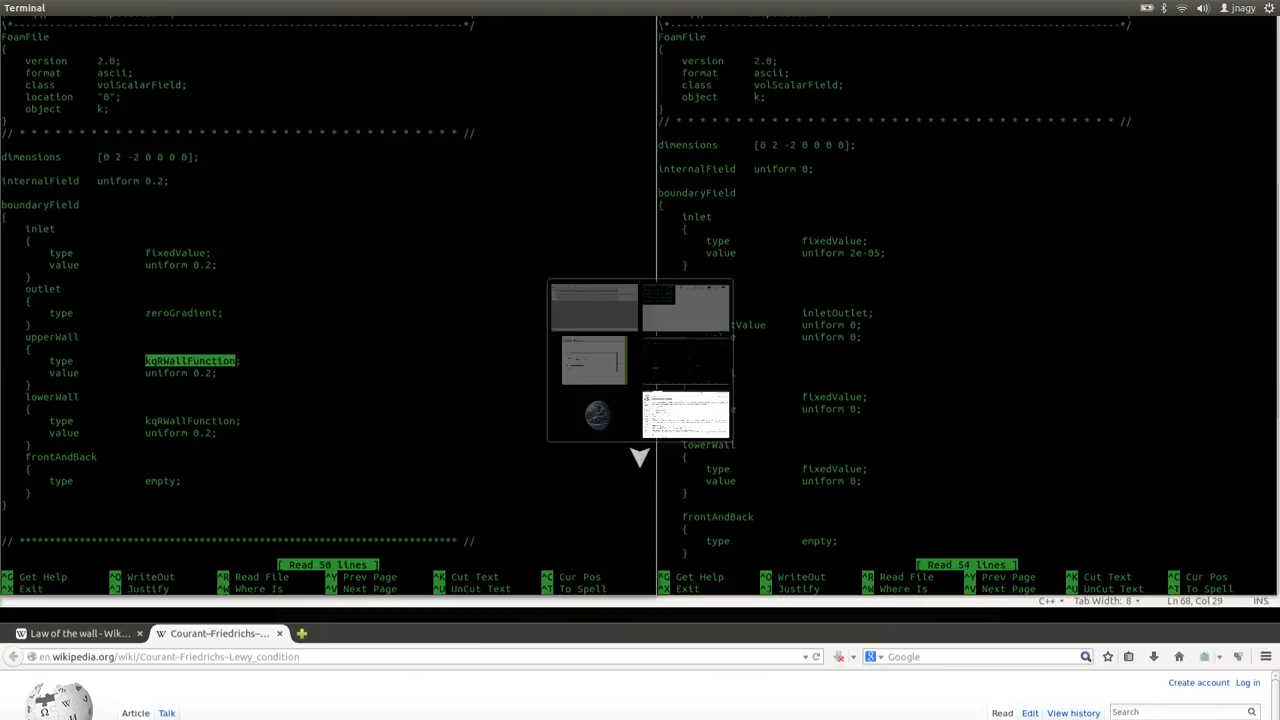 Terminal
jnagy
\*---------------------------------------------------------------------------*/
FoamFile
{
version 2.0;
format ascii;
class volScalarField;
location "0";
object k;
}
// * * * * * * * * * * * * * * * * * * * * * * * * * * * * * * * * * * * * * //
dimensions [0 2 -2 0 0 0 0];
internalField uniform 0.2;
boundaryField
{
inlet
{
type fixedValue;
value uniform 0.2;
}
outlet
{
type zeroGradient;
}
upperWall
{
type kqRWallFunction;
value uniform 0.2;
}
lowerWall
{
type kqRWallFunction;
value uniform 0.2;
}
frontAndBack
{
type empty;
}
}
// ************************************************************************* //
[ Read 50 lines ]
^G Get Help ^O WriteOut ^R Read File ^Y Prev Page ^K Cut Text ^C Cur Pos
^X Exit ^J Justify ^W Where Is ^V Next Page ^U UnCut Text ^T To Spell
\*---------------------------------------------------------------------------*/
FoamFile
{
version 2.0;
format ascii;
class volScalarField;
object k;
}
// * * * * * * * * * * * * * * * * * * * * * * * * * * * * * * * * * * * * * //
dimensions [0 2 -2 0 0 0 0];
internalField uniform 0;
boundaryField
{
inlet
{
type fixedValue;
value uniform 2e-05;
}
inletOutlet;
tValue uniform 0;
uniform 0;
fixedValue;
uniform 0;
lowerWall
{
type fixedValue;
value uniform 0;
}
frontAndBack
{
type empty;
}
[ Read 54 lines ]
^G Get Help ^O WriteOut ^R Read File ^Y Prev Page ^K Cut Text ^C Cur Pos
^X Exit ^J Justify ^W Where Is ^V Next Page ^U UnCut Text ^T To Spell
C++ Tab Width: 8 Ln 68, Col 29 INS
Law of the wall - Wik... Courant–Friedrichs–...
en.wikipedia.org/wiki/Courant–Friedrichs–Lewy_condition Google
Create account Log in
Article Talk Read Edit View history Search